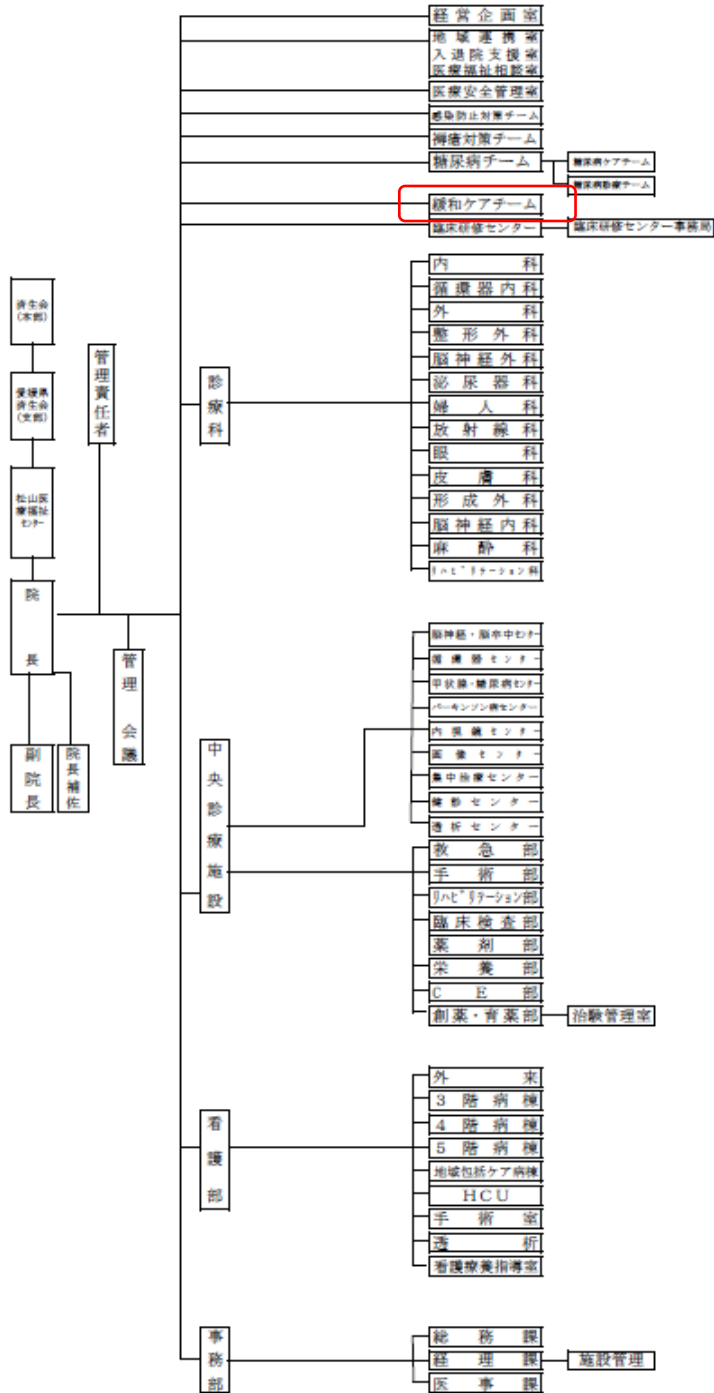 経営企画室
地域連携室
入退院支援室
医療福祉相談室
医療安全管理室
感染防止対策チーム
褥瘡対策チーム
糖尿病チーム
糖尿病ケアチーム
糖尿病診療チーム
緩和ケアチーム
臨床研修センター
臨床研修センター事務局
済生会
(本部)
愛媛県
済生会
(支部)
松山医
療福祉
センター
院長
副院長
院長補佐
管理責任者
管理会議
診療科
内科
循環器内科
外科
整形外科
脳神経外科
泌尿器科
婦人科
放射線科
眼科
皮膚科
形成外科
脳神経内科
麻酔科
リハビリテーション科
中央診療施設
脳神経・脳卒中センター
循環器センター
甲状腺・糖尿病センター
パーキンソン病センター
内視鏡センター
画像センター
集中治療センター
健診センター
透析センター
救急部
手術部
リハビリテーション部
臨床検査部
薬剤部
栄養部
CE部
創薬・育薬部
治験管理室
看護部
外来
3階病棟
4階病棟
5階病棟
地域包括ケア病棟
HCU
手術室
透析
看護療養指導室
事務部
総務課
経理課
施設管理
医事課